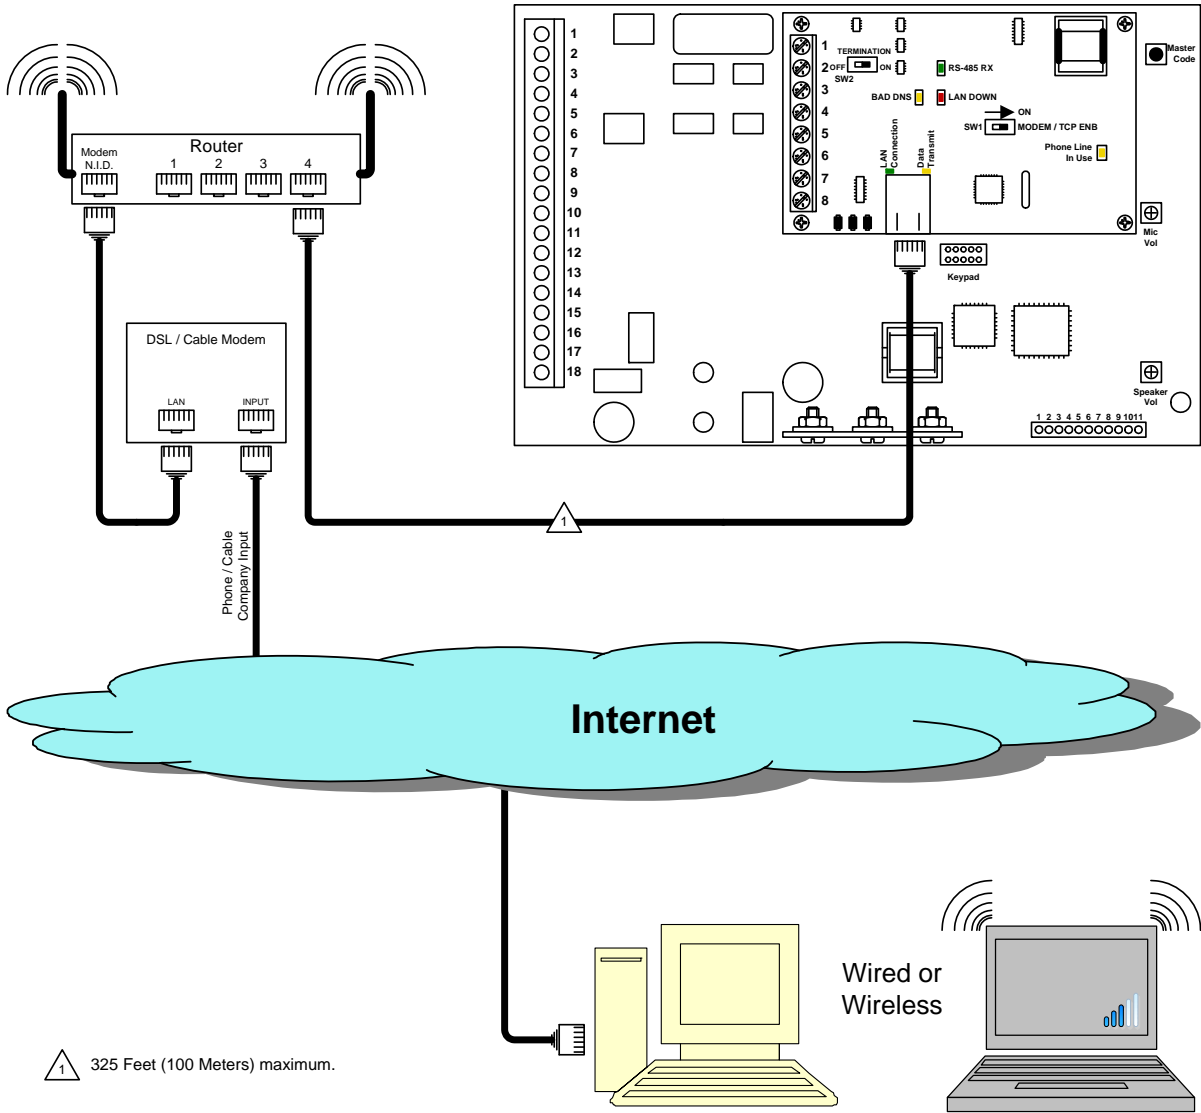 Router
Modem
N.I.D.
1 2 3 4
DSL / Cable Modem
LAN
INPUT
Phone / Cable
Company Input
1
2
3
4
5
6
7
8
9
10
11
12
13
14
15
16
17
18
1
2
3
4
5
6
7
8
TERMINATION
OFF ON
SW2
RS-485 RX
BAD DNS
LAN DOWN
ON
SW1 MODEM / TCP ENB
Phone Line
In Use
LAN
Connection
Data
Transmit
Master
Code
Mic
Vol
Keypad
Speaker
Vol
1 2 3 4 5 6 7 8 9 10 11
1
Internet
Wired or
Wireless
1 325 Feet (100 Meters) maximum.